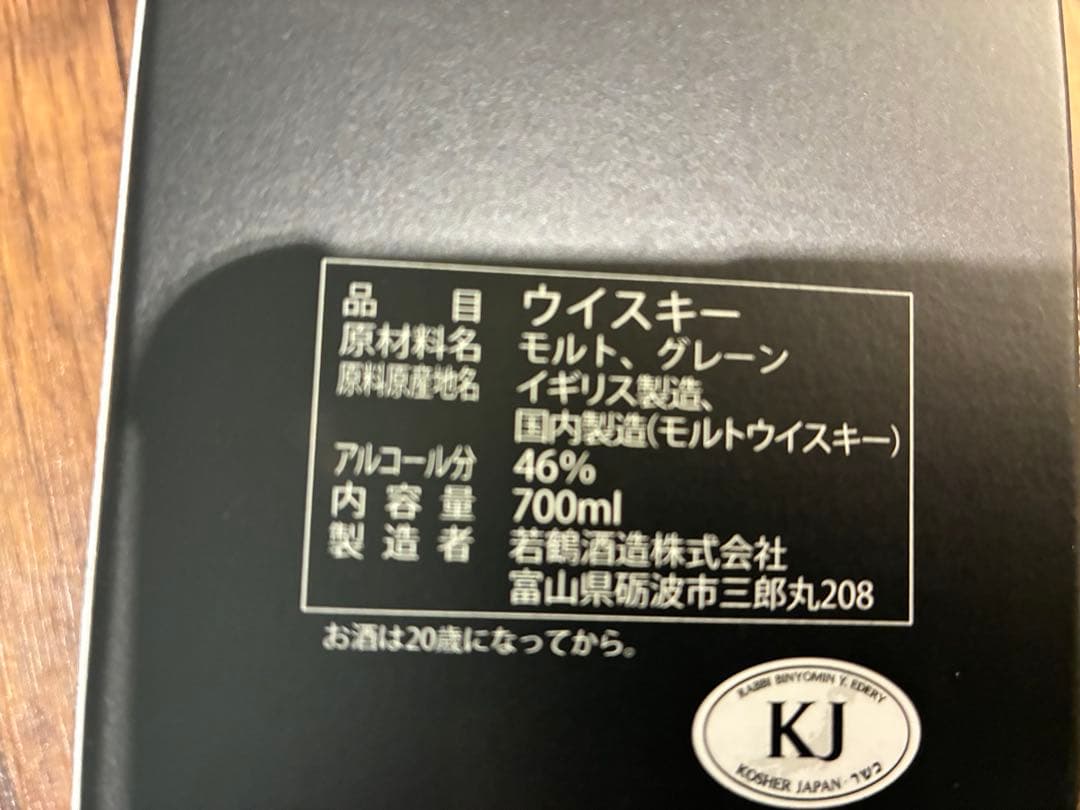 品目 ウイスキー
原材料名 モルト、グレーン
原料原産地名 イギリス製造、
国内製造(モルトウイスキー)
アルコール分 46%
内容量 700ml
製造者 若鶴酒造株式会社
富山県砺波市三郎丸208
お酒は20歳になってから。
RABBI BINYOMIN Y. EDERY
KJ
KOSHER JAPAN · כשר